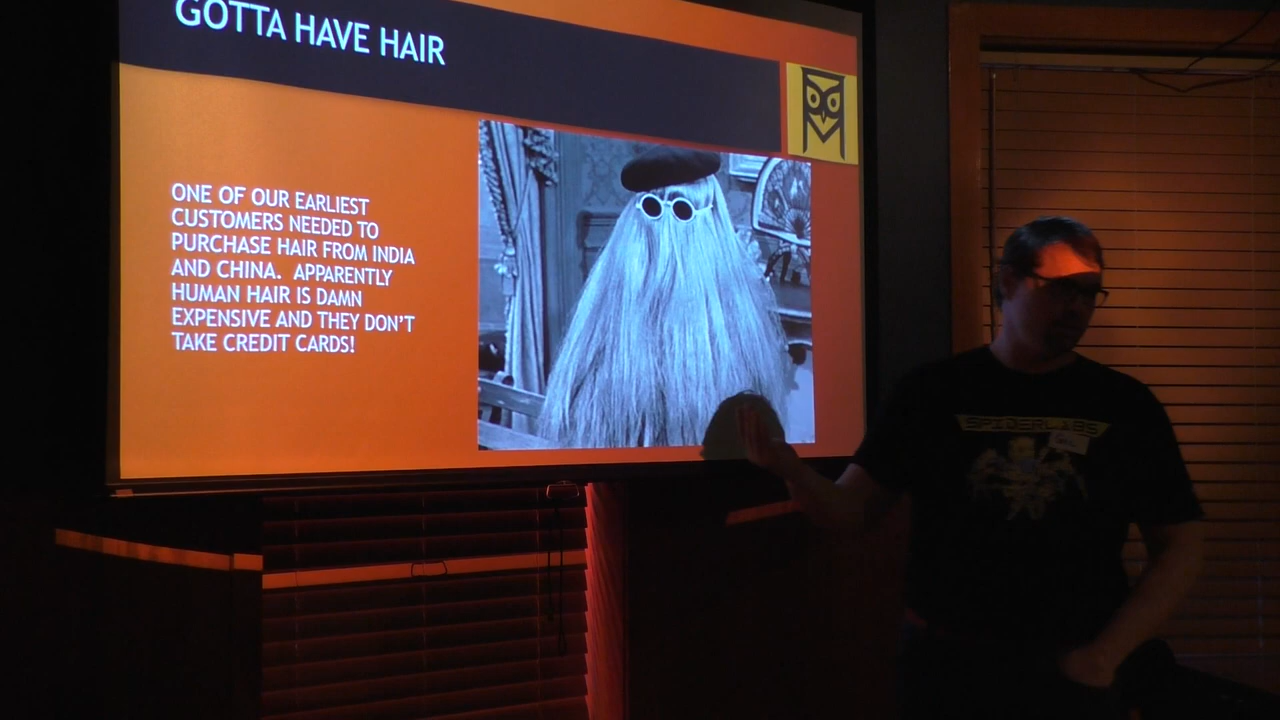 GOTTA HAVE HAIR
ONE OF OUR EARLIEST
CUSTOMERS NEEDED TO
PURCHASE HAIR FROM INDIA
AND CHINA.  APPARENTLY
HUMAN HAIR IS DAMN
EXPENSIVE AND THEY DON'T
TAKE CREDIT CARDS!
SPIDERLABS